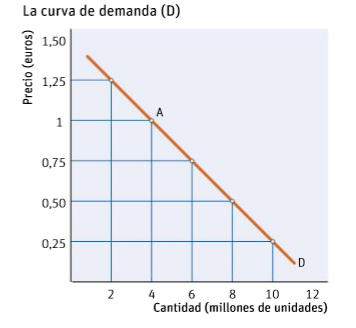 La curva de demanda (D)
Precio (euros)
1,50
1,25
A
1
0,75
0,50
0,25
D
2 4 6 8 10 12
Cantidad (millones de unidades)